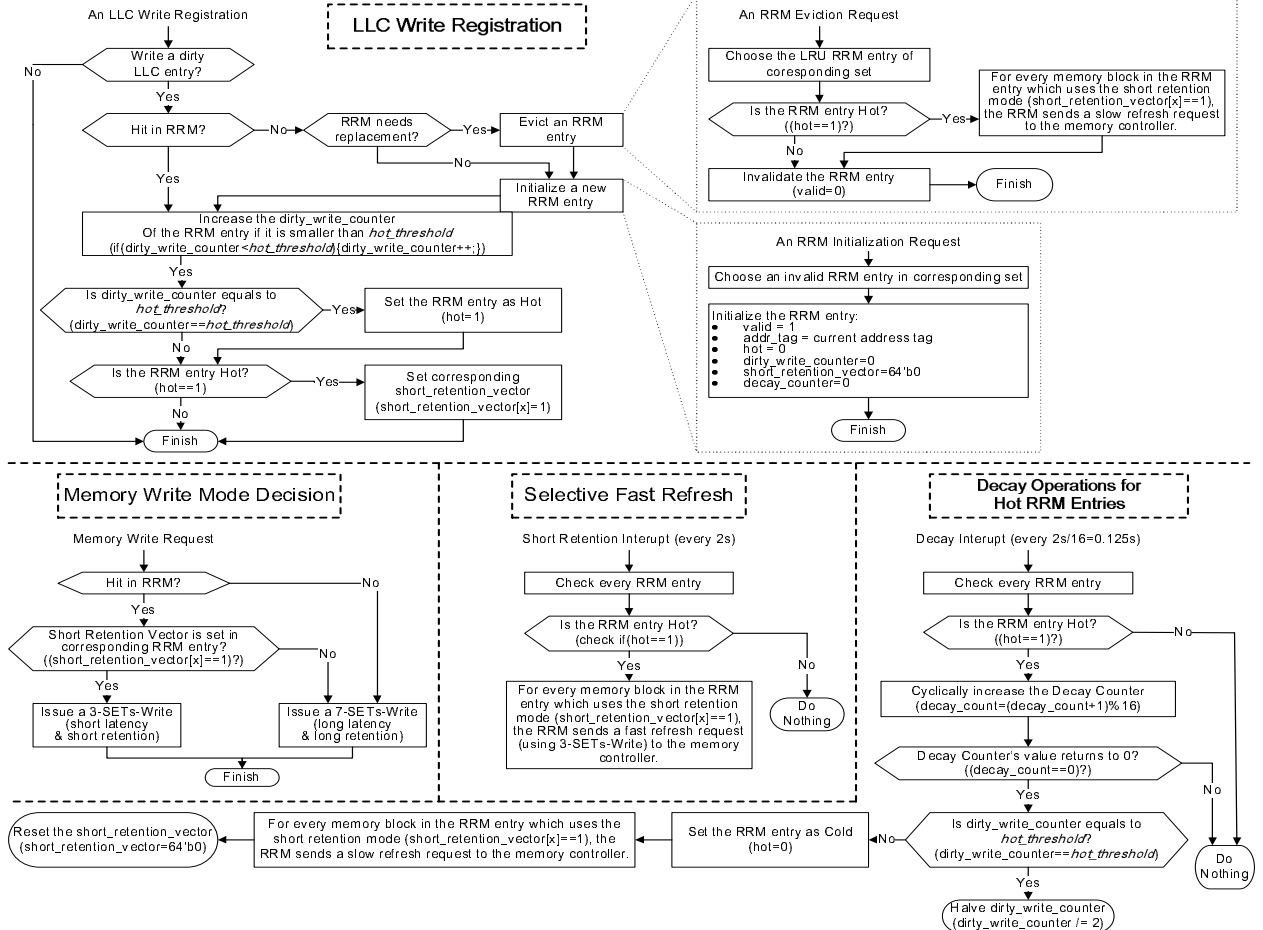 LLC Write Registration
An LLC Write Registration
Write a dirty
LLC entry?
No
Yes
Hit in RRM?
No
RRM needs
replacement?
Yes
Evict an RRM
entry
No
Yes
Initialize a new
RRM entry
Increase the dirty_write_counter
Of the RRM entry if it is smaller than hot_threshold
(if(dirty_write_counter<hot_threshold){dirty_write_counter++;})
Yes
Is dirty_write_counter equals to
hot_threshold?
(dirty_write_counter==hot_threshold)
Yes
Set the RRM entry as Hot
(hot=1)
No
Is the RRM entry Hot?
(hot==1)
Yes
Set corresponding
short_retention_vector
(short_retention_vector[x]=1)
No
Finish
An RRM Eviction Request
Choose the LRU RRM entry of
coresponding set
Is the RRM entry Hot?
((hot==1)?)
Yes
For every memory block in the RRM
entry which uses the short retention
mode (short_retention_vector[x]==1),
the RRM sends a slow refresh request
to the memory controller.
No
Invalidate the RRM entry
(valid=0)
Finish
An RRM Initialization Request
Choose an invalid RRM entry in corresponding set
Initialize the RRM entry:
● valid = 1
● addr_tag = current address tag
● hot = 0
● dirty_write_counter=0
● short_retention_vector=64'b0
● decay_counter=0
Finish
Memory Write Mode Decision
Memory Write Request
Hit in RRM?
No
Yes
Short Retention Vector is set in
corresponding RRM entry?
((short_retention_vector[x]==1)?)
No
Yes
Issue a 3-SETs-Write
(short latency
& short retention)
Issue a 7-SETs-Write
(long latency
& long retention)
Finish
Selective Fast Refresh
Short Retention Interupt (every 2s)
Check every RRM entry
Is the RRM entry Hot?
(check if(hot==1))
No
Yes
For every memory block in the RRM
entry which uses the short retention
mode (short_retention_vector[x]==1),
the RRM sends a fast refresh request
(using 3-SETs-Write) to the memory
controller.
Do
Nothing
Decay Operations for
Hot RRM Entries
Decay Interupt (every 2s/16=0.125s)
Check every RRM entry
Is the RRM entry Hot?
((hot==1)?)
No
Yes
Cyclically increase the Decay Counter
(decay_count=(decay_count+1)%16)
Decay Counter's value returns to 0?
((decay_count==0)?)
No
Yes
Is dirty_write_counter equals to
hot_threshold?
(dirty_write_counter==hot_threshold)
Do
Nothing
No
Set the RRM entry as Cold
(hot=0)
For every memory block in the RRM entry which uses the
short retention mode (short_retention_vector[x]==1), the
RRM sends a slow refresh request to the memory controller.
Reset the short_retention_vector
(short_retention_vector=64'b0)
Yes
Halve dirty_write_counter
(dirty_write_counter /= 2)